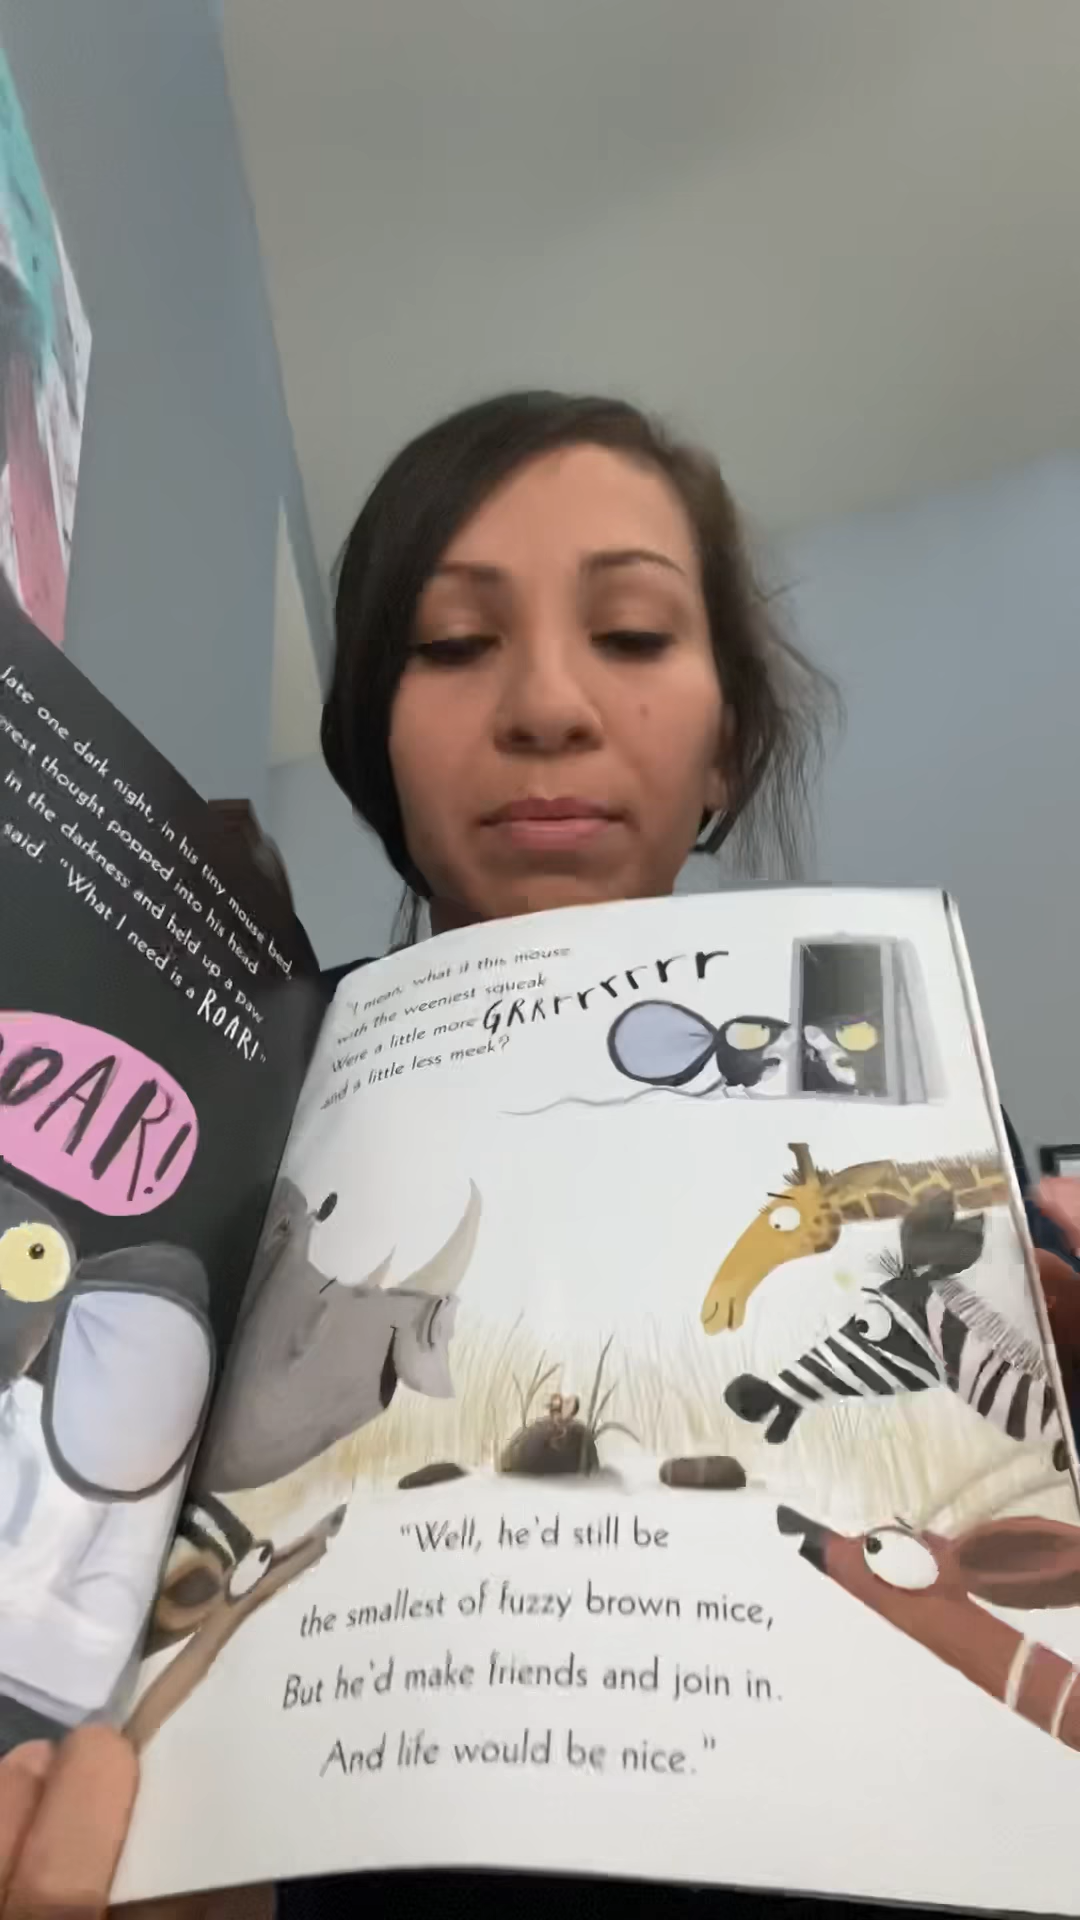 late one dark night, in his tiny mouse bed,
thought popped into his head
in the darkness and held up a paw
said. "What I need is a ROAR!"
ROAR!
"I mean, what if this mouse
with the weeniest squeak
Were a little more GRRrrrrrr
and a little less meek?
"Well, he'd still be
the smallest of fuzzy brown mice,
But he'd make friends and join in.
And life would be nice."